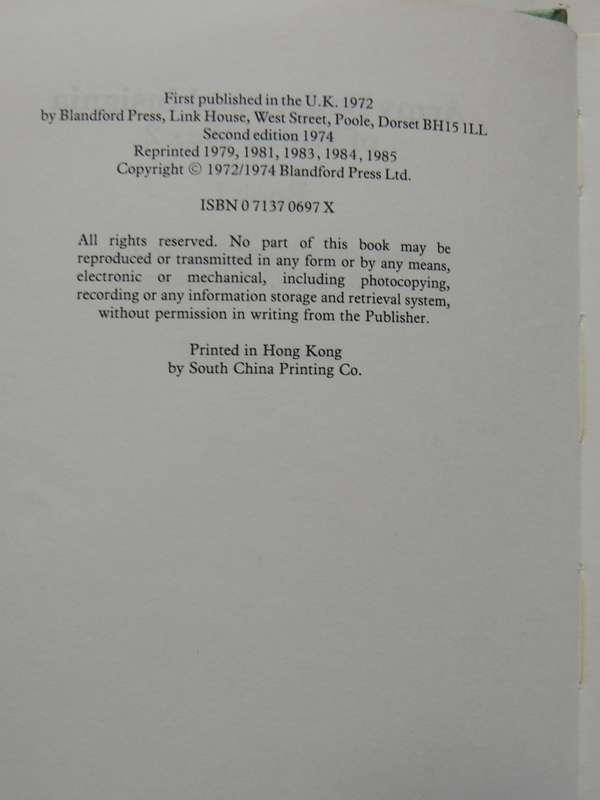 First published in the U.K. 1972
by Blandford Press, Link House, West Street, Poole, Dorset BH15 1LL
Second edition 1974
Reprinted 1979, 1981, 1983, 1984, 1985
Copyright © 1972/1974 Blandford Press Ltd.
ISBN 0 7137 0697 X
All rights reserved. No part of this book may be
reproduced or transmitted in any form or by any means,
electronic or mechanical, including photocopying,
recording or any information storage and retrieval system,
without permission in writing from the Publisher.
Printed in Hong Kong
by South China Printing Co.